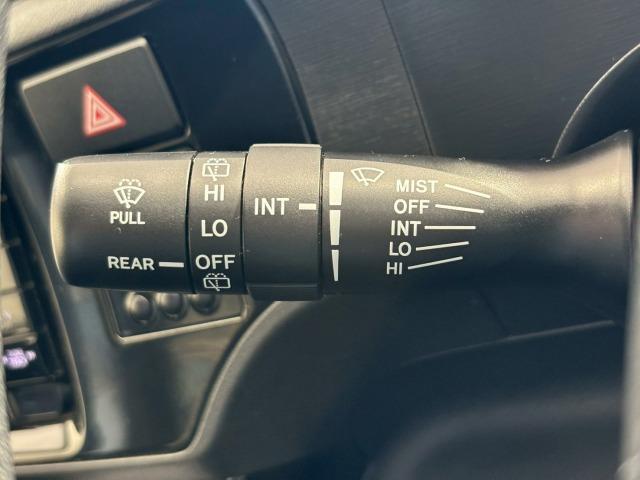 PULL
REAR
HI
LO
OFF
INT
MIST
OFF
INT
LO
HI